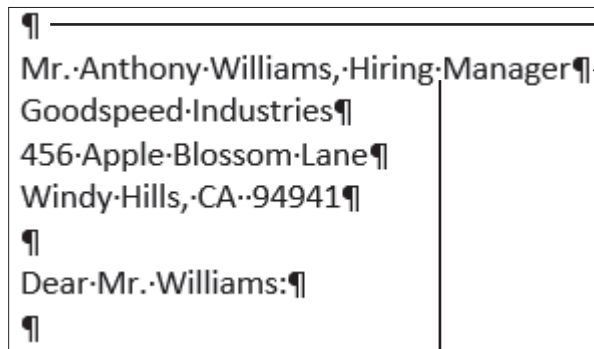 ¶
Mr.·Anthony·Williams,·Hiring·Manager¶
Goodspeed·Industries¶
456·Apple·Blossom·Lane¶
Windy·Hills,·CA··94941¶
¶
Dear·Mr.·Williams:¶
¶